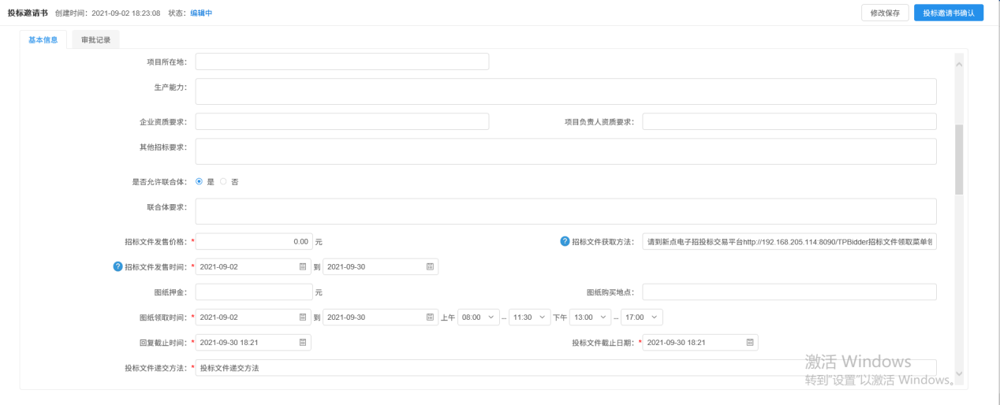 投标邀请书 创建时间：2021-09-02 18:23:08 状态：编辑中 修改保存 投标邀请书确认
基本信息 审批记录
项目所在地：
生产能力：
企业资质要求： 项目负责人资质要求：
其他招标要求：
是否允许联合体： 是 否
联合体要求：
招标文件发售价格：* 0.00 元 ? 招标文件获取方法： 请到新点电子招投标交易平台http://192.168.205.114:8090/TPBidder招标文件领取菜单领
? 招标文件发售时间：* 2021-09-02 到 2021-09-30
图纸押金： 元 图纸购买地点：
图纸领取时间：* 2021-09-02 到 2021-09-30 上午 08:00 -- 11:30 下午 13:00 -- 17:00
回复截止时间：* 2021-09-30 18:21 投标文件截止日期：* 2021-09-30 18:21
投标文件递交方法：* 投标文件递交方法
激活 Windows
转到"设置"以激活 Windows。